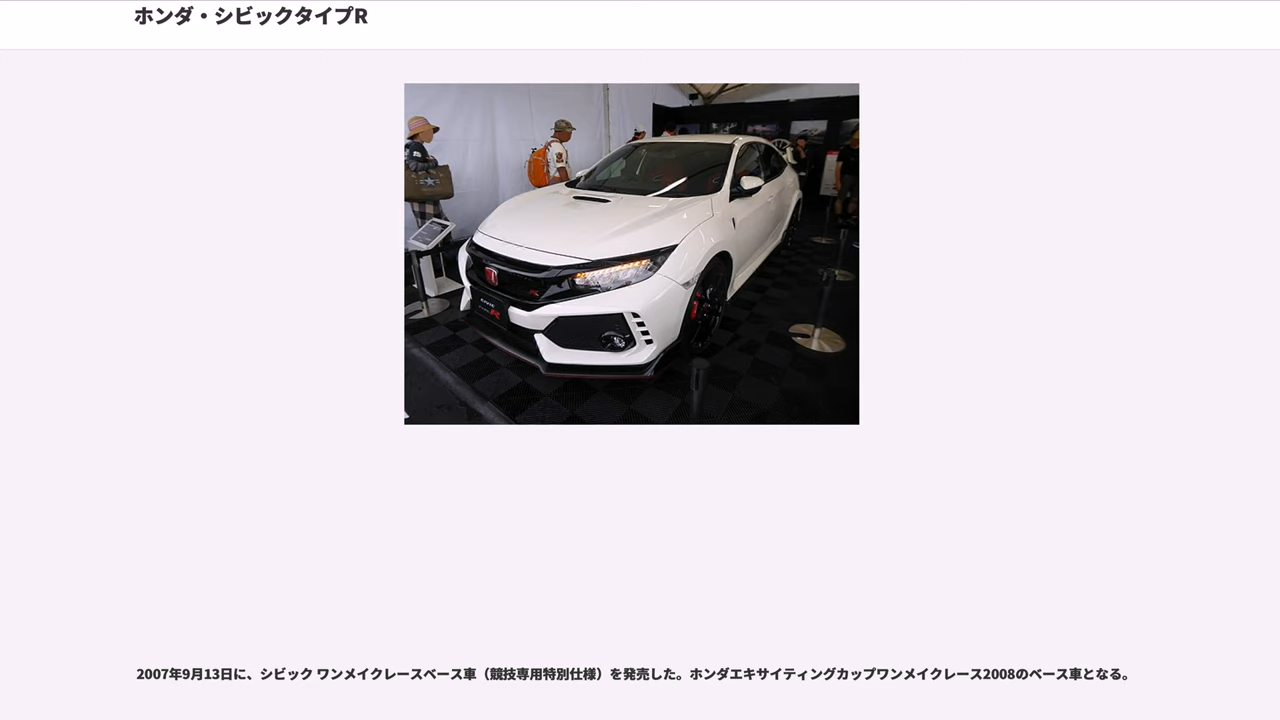 ホンダ・シビックタイプR
2007年9月13日に、シビック ワンメイクレースベース車（競技専用特別仕様）を発売した。ホンダエキサイティングカップワンメイクレース2008のベース車となる。